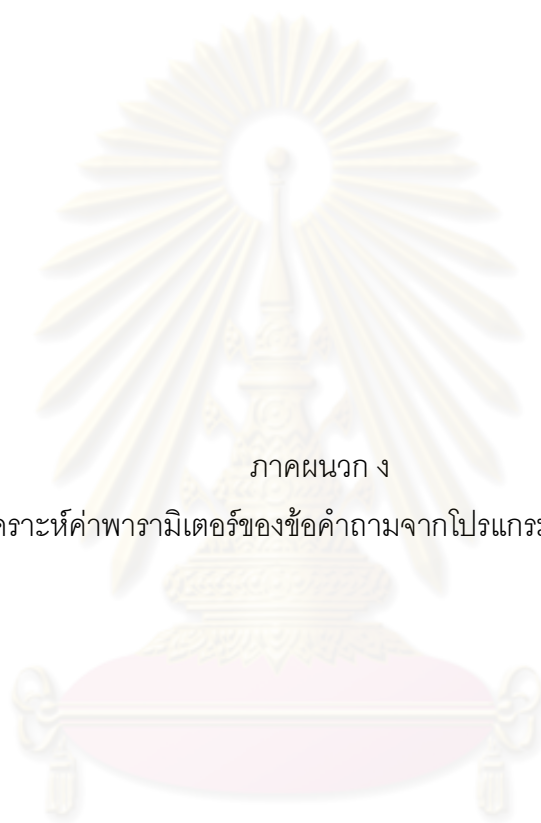 ภาคผนวก ง
คราะห์ค่าพารามิเตอร์ของข้อคำถามจากโปรแกร